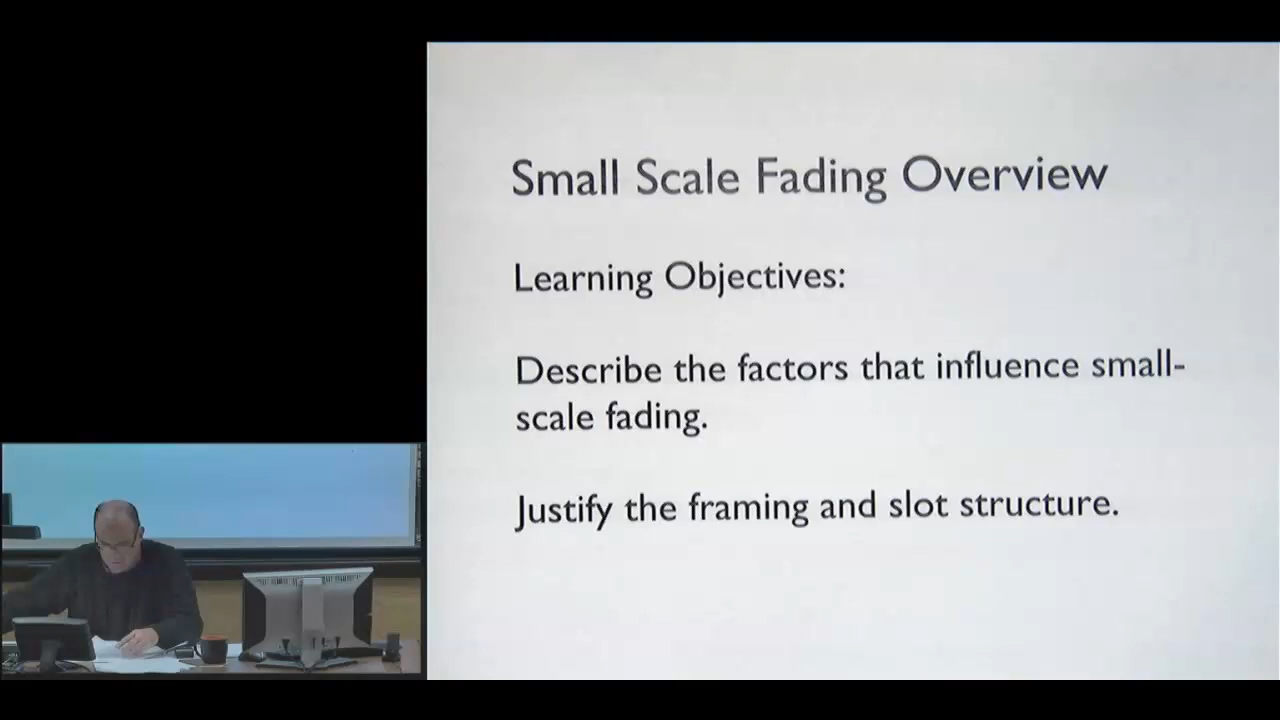 Small Scale Fading Overview
Learning Objectives:
Describe the factors that influence small-
scale fading.
Justify the framing and slot structure.